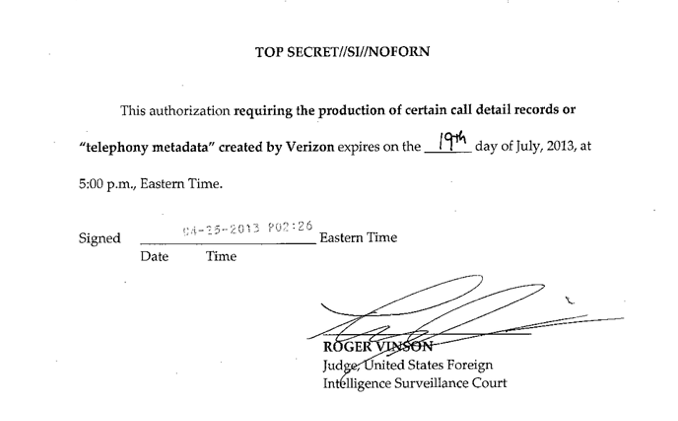 TOP SECRET//SI//NOFORN
This authorization requiring the production of certain call detail records or
“telephony metadata” created by Verizon expires on the 19th day of July, 2013, at
5:00 p.m., Eastern Time.
Signed 04-25-2013 P02:26 Eastern Time
Date Time
ROGER VINSON
Judge, United States Foreign
Intelligence Surveillance Court